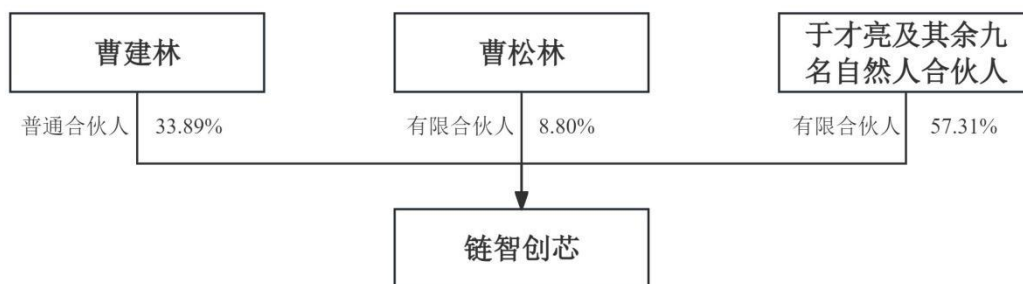 曹建林
曹松林
于才亮及其余九
名自然人合伙人
普通合伙人 33.89%
有限合伙人 8.80%
有限合伙人 57.31%
链智创芯